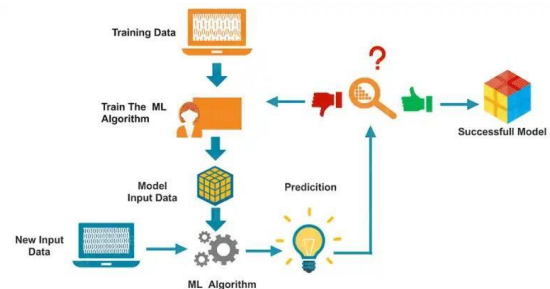 Training Data
?
Train The ML
Algorithm
Successfull Model
Model
Input Data
Predicition
New Input
Data
ML Algorithm